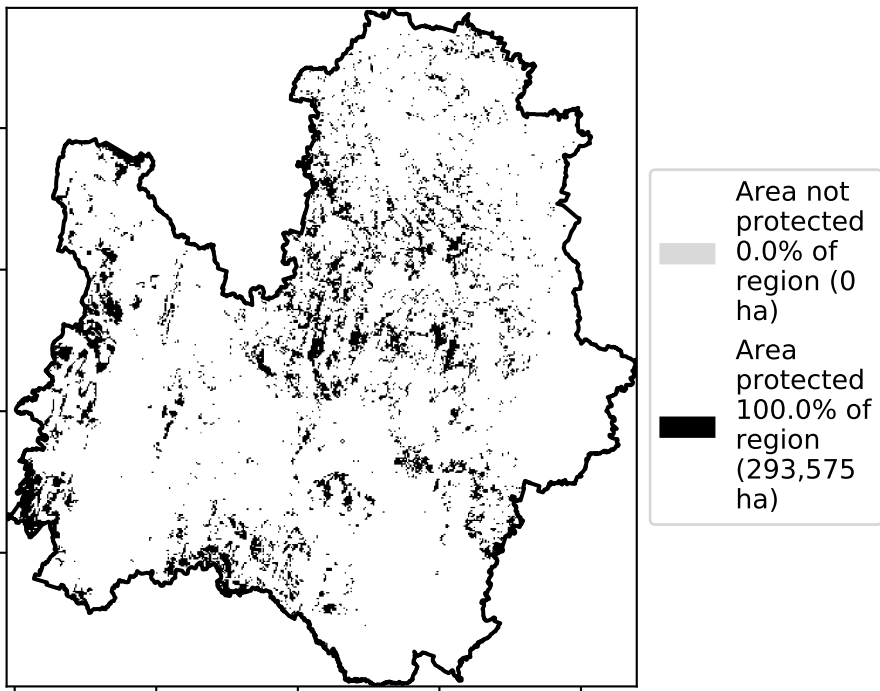 Area not
protected
0.0% of
region (0
ha)
Area
protected
100.0% of
region
(293,575
ha)